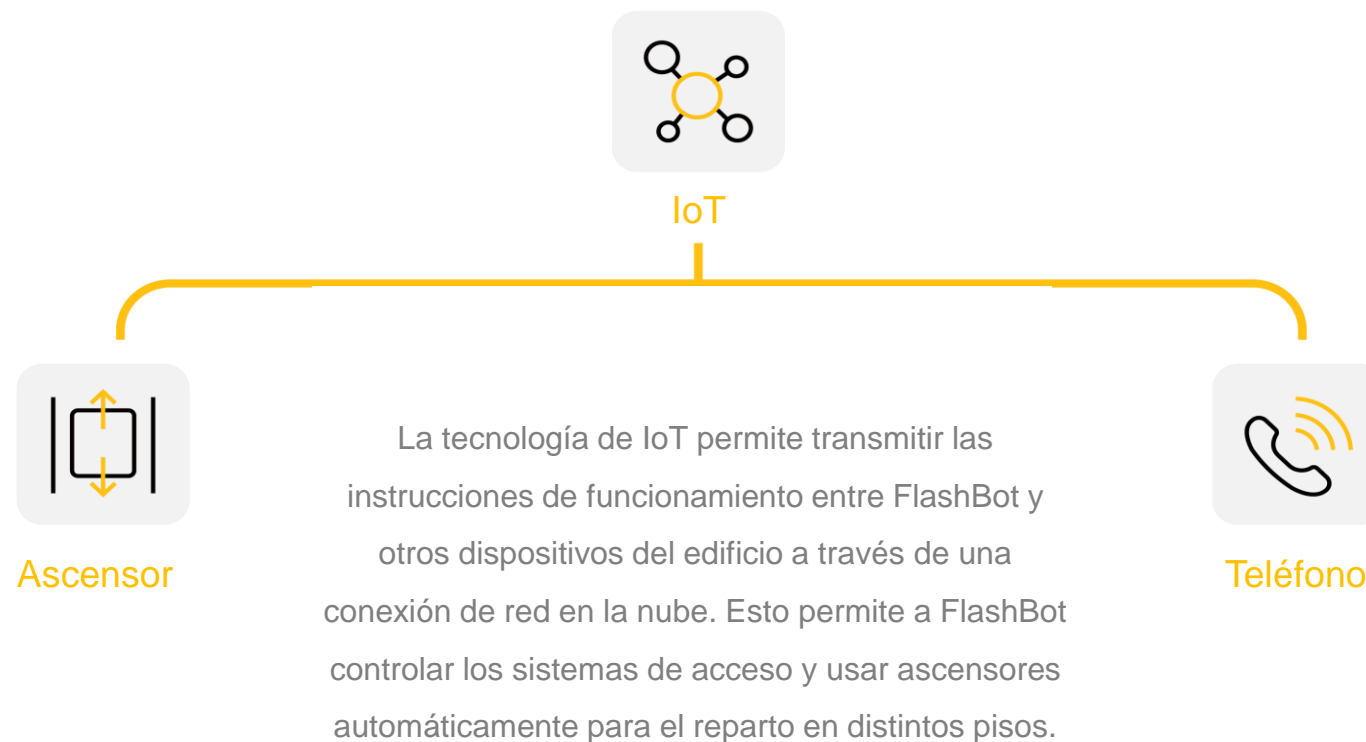 IoT
La tecnología de IoT permite transmitir las
instrucciones de funcionamiento entre FlashBot y
otros dispositivos del edificio a través de una
conexión de red en la nube. Esto permite a FlashBot
controlar los sistemas de acceso y usar ascensores
automáticamente para el reparto en distintos pisos.
Ascensor
Teléfono